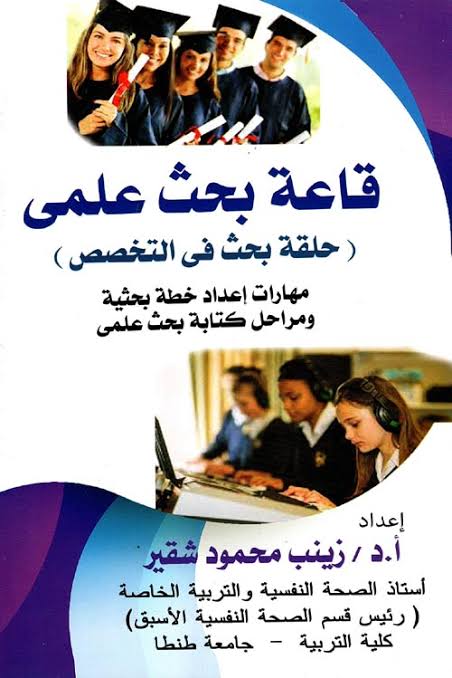 قاعة بحث علمى
( حلقة بحث فى التخصص )
مهارات إعداد خطة بحثية
ومراحل كتابة بحث علمى
إعداد
أ.د/ زينب محمود شقير
أستاذ الصحة النفسية والتربية الخاصة
( رئيس قسم الصحة النفسية الأسبق)
كلية التربية - جامعة طنطا